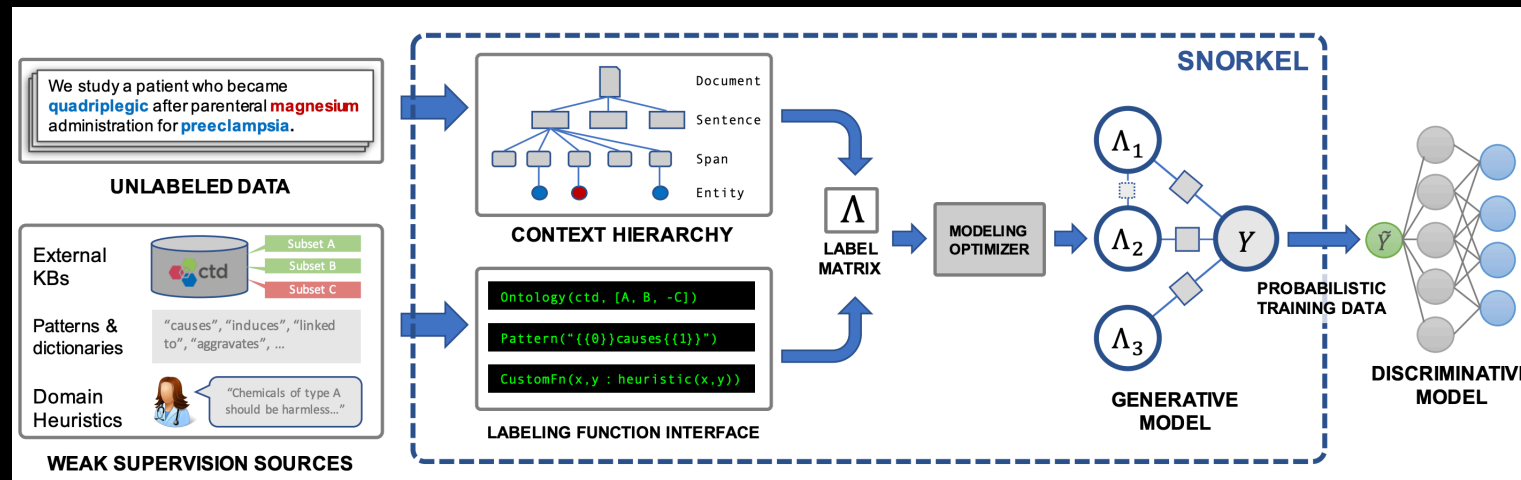 We study a patient who became
quadriplegic after parenteral magnesium
administration for preeclampsia.
UNLABELED DATA
External
KBs
ctd
Subset A
Subset B
Subset C
Patterns &
dictionaries
“causes”, “induces”, “linked
to”, “aggravates”, …
Domain
Heuristics
“Chemicals of type A
should be harmless…”
WEAK SUPERVISION SOURCES
SNORKEL
Document
Sentence
Span
Entity
CONTEXT HIERARCHY
Ontology(ctd, [A, B, -C])
Pattern(“{{0}}causes{{1}}”)
CustomFn(x,y : heuristic(x,y))
LABELING FUNCTION INTERFACE
Λ
LABEL
MATRIX
MODELING
OPTIMIZER
Λ1
Λ2
Λ3
Y
GENERATIVE
MODEL
PROBABILISTIC
TRAINING DATA
Ỹ
DISCRIMINATIVE
MODEL